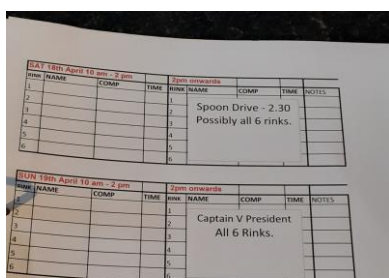 SAT 18th April 10 am - 2 pm 2pm onwards
RINK NAME COMP TIME RINK NAME COMP TIME NOTES
1 1
2 2
3 3
4 4
5 5
6 6
Spoon Drive - 2.30
Possibly all 6 rinks.
SUN 19th April 10 am - 2 pm 2pm onwards
RINK NAME COMP TIME RINK NAME COMP TIME NOTES
1
2 2
3 3
4 4
5 5
6 6
Captain V President
All 6 Rinks.